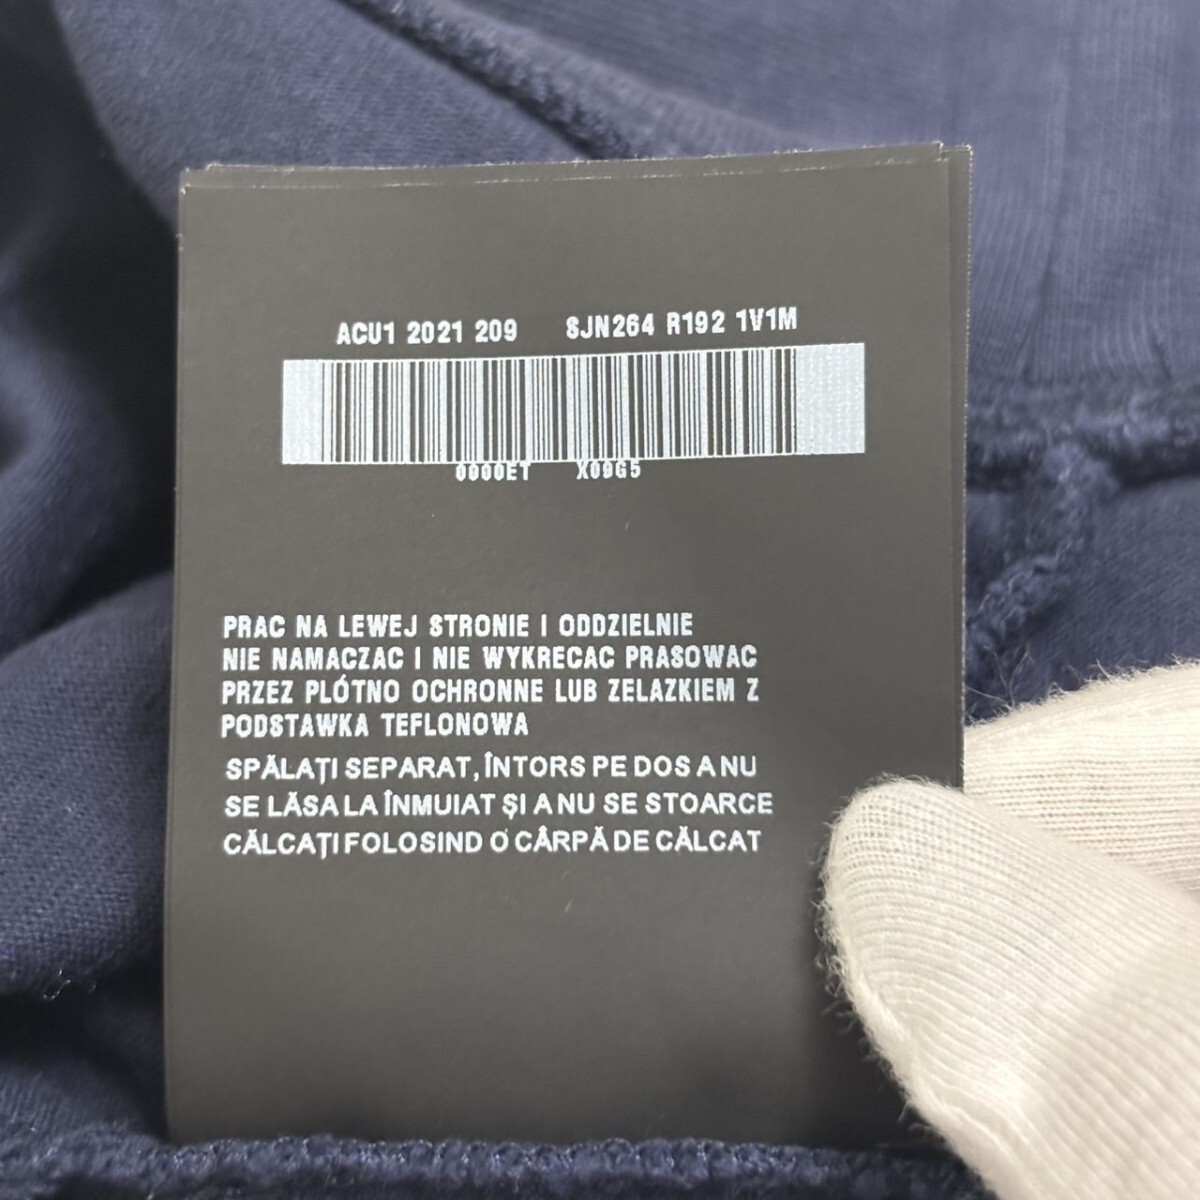 ACU1 2021 209 SJN264 R192 1V1M
0000ET X09G5
PRAC NA LEWEJ STRONIE I ODDZIELNIE
NIE NAMACZAC I NIE WYKRECAC PRASOWAC
PRZEZ PLÓTNO OCHRONNE LUB ZELAZKIEM Z
PODSTAWKA TEFLONOWA
SPĂLAȚI SEPARAT, ÎNTORS PE DOS A NU
SE LĂSA LA ÎNMUIAT ȘI A NU SE STOARCE
CĂLCAȚI FOLOSIND O CÂRPĂ DE CĂLCAT